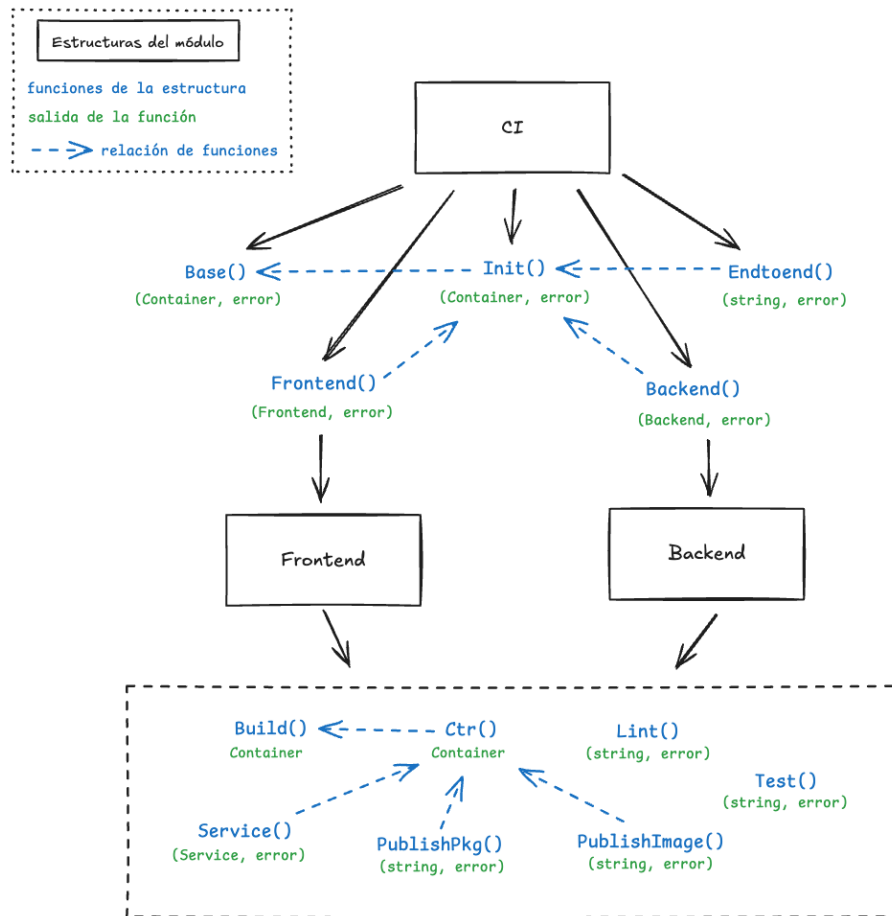 Estructuras del módulo
funciones de la estructura
salida de la función
relación de funciones
CI
Base()
(Container, error)
Init()
(Container, error)
Endtoend()
(string, error)
Frontend()
(Frontend, error)
Backend()
(Backend, error)
Frontend
Backend
Build()
Container
Ctr()
Container
Lint()
(string, error)
Test()
(string, error)
Service()
(Service, error)
PublishPkg()
(string, error)
PublishImage()
(string, error)